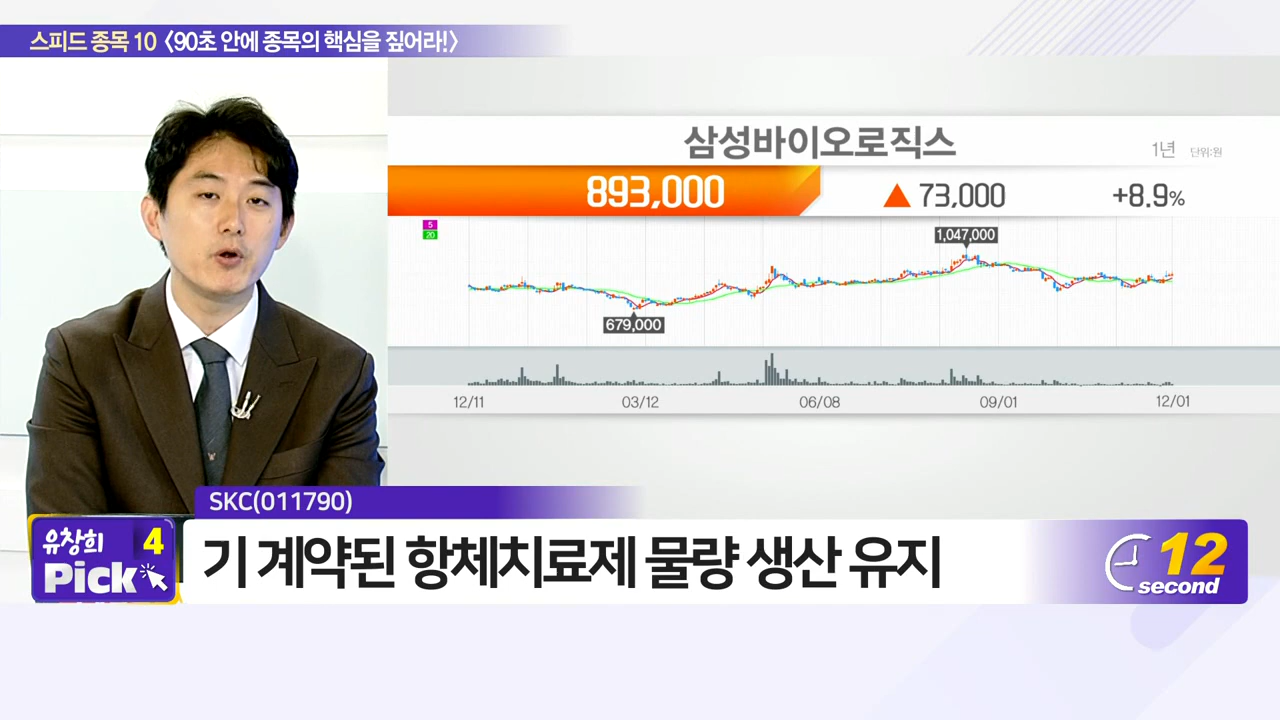 스피드 종목 10 〈90초 안에 종목의 핵심을 짚어라!〉
삼성바이오로직스
1년 단위:원
893,000 ▲ 73,000 +8.9%
5
20
1,047,000
679,000
12/11 03/12 06/08 09/01 12/01
SKC(011790)
유창희 4
Pick
기 계약된 항체치료제 물량 생산 유지
12
second